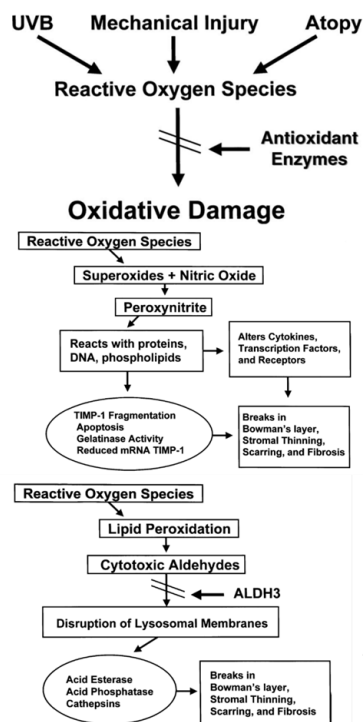 UVB Mechanical Injury Atopy
Reactive Oxygen Species
Antioxidant
Enzymes
Oxidative Damage
Reactive Oxygen Species
Superoxides + Nitric Oxide
Peroxynitrite
Reacts with proteins,
DNA, phospholipids
Alters Cytokines,
Transcription Factors,
and Receptors
TIMP-1 Fragmentation
Apoptosis
Gelatinase Activity
Reduced mRNA TIMP-1
Breaks in
Bowman's layer,
Stromal Thinning,
Scarring, and Fibrosis
Reactive Oxygen Species
Lipid Peroxidation
Cytotoxic Aldehydes
ALDH3
Disruption of Lysosomal Membranes
Acid Esterase
Acid Phosphatase
Cathepsins
Breaks in
Bowman's layer,
Stromal Thinning,
Scarring, and Fibrosis